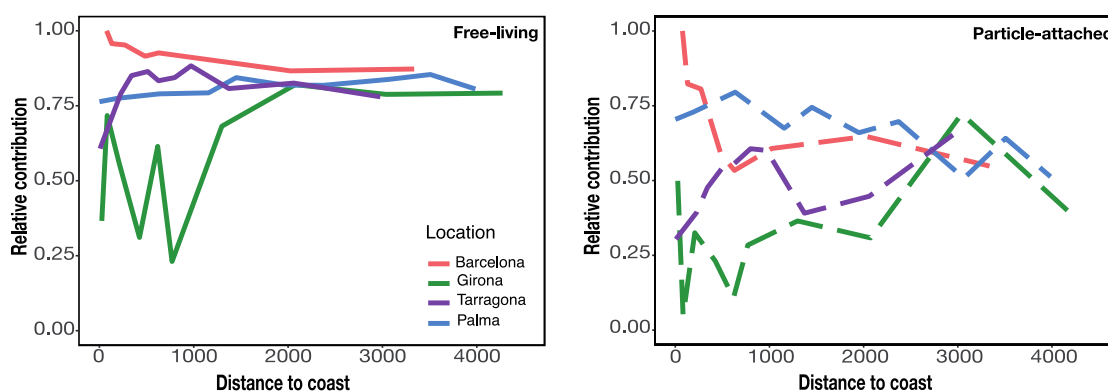 Free-living
Relative contribution
1.00
0.75
0.50
0.25
0.00
Location
Barcelona
Girona
Tarragona
Palma
0 1000 2000 3000 4000
Distance to coast
Particle-attached
Relative contribution
1.00
0.75
0.50
0.25
0.00
0 1000 2000 3000 4000
Distance to coast